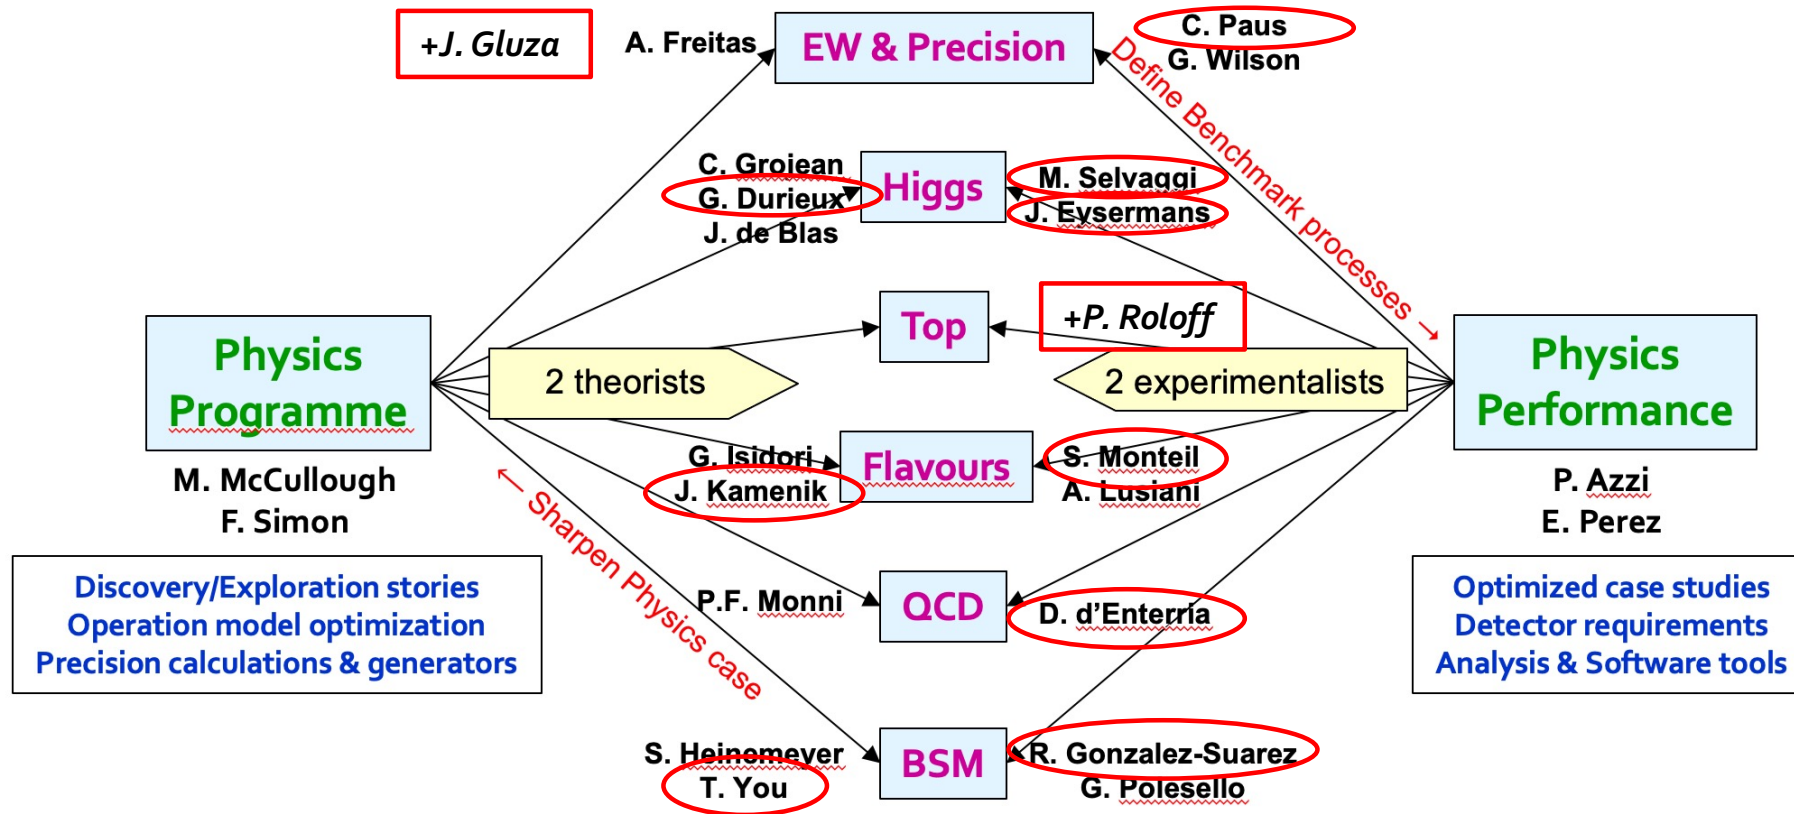 +J. Gluza
A. Freitas
EW & Precision
C. Paus
G. Wilson
Define Benchmark processes →
C. Grojean
G. Durieux
J. de Blas
Higgs
M. Selvaggi
J. Eysermans
Top
+P. Roloff
Physics
Programme
2 theorists
2 experimentalists
Physics
Performance
M. McCullough
F. Simon
G. Isidori
J. Kamenik
Flavours
S. Monteil
A. Lusiani
P. Azzi
E. Perez
← Sharpen Physics case
Discovery/Exploration stories
Operation model optimization
Precision calculations & generators
P.F. Monni
QCD
D. d'Enterria
Optimized case studies
Detector requirements
Analysis & Software tools
S. Heinemeyer
T. You
BSM
R. Gonzalez-Suarez
G. Polesello